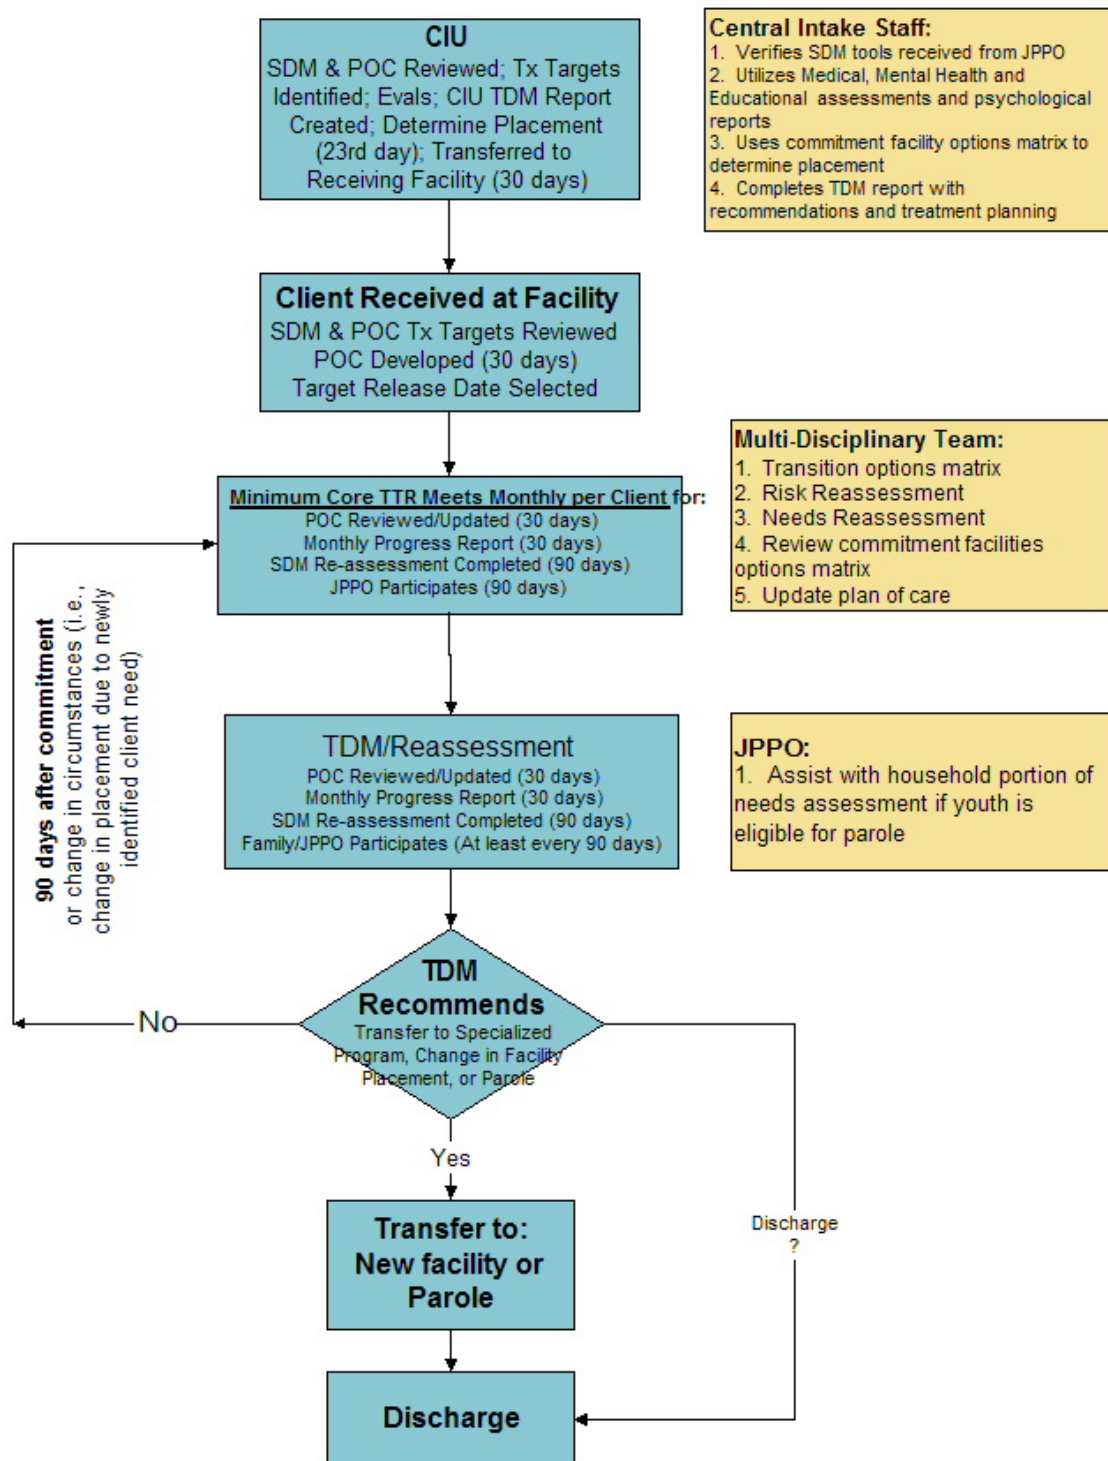 CIU
SDM & POC Reviewed; Tx Targets
Identified; Evals; CIU TDM Report
Created; Determine Placement
(23rd day); Transferred to
Receiving Facility (30 days)
Central Intake Staff:
1. Verifies SDM tools received from JPPO
2. Utilizes Medical, Mental Health and
Educational assessments and psychological
reports
3. Uses commitment facility options matrix to
determine placement
4. Completes TDM report with
recommendations and treatment planning
Client Received at Facility
SDM & POC Tx Targets Reviewed
POC Developed (30 days)
Target Release Date Selected
Minimum Core TTR Meets Monthly per Client for:
POC Reviewed/Updated (30 days)
Monthly Progress Report (30 days)
SDM Re-assessment Completed (90 days)
JPPO Participates (90 days)
Multi-Disciplinary Team:
1. Transition options matrix
2. Risk Reassessment
3. Needs Reassessment
4. Review commitment facilities
options matrix
5. Update plan of care
90 days after commitment
or change in circumstances (i.e.,
change in placement due to newly
identified client need)
TDM/Reassessment
POC Reviewed/Updated (30 days)
Monthly Progress Report (30 days)
SDM Re-assessment Completed (90 days)
Family/JPPO Participates (At least every 90 days)
JPPO:
1. Assist with household portion of
needs assessment if youth is
eligible for parole
TDM
Recommends
Transfer to Specialized
Program, Change in Facility
Placement, or Parole
No
Yes
Discharge
?
Transfer to:
New facility or
Parole
Discharge